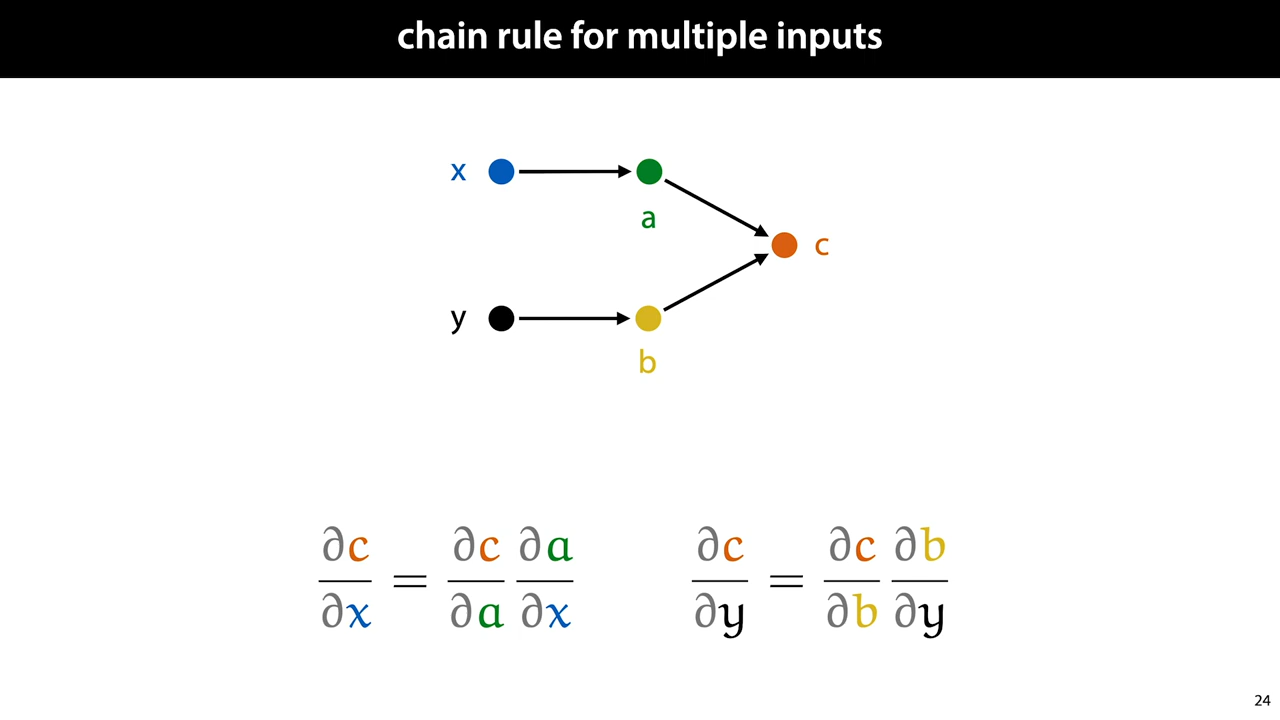 chain rule for multiple inputs
x
a
c
y
b
∂c/∂x = ∂c/∂a ∂a/∂x
∂c/∂y = ∂c/∂b ∂b/∂y
24